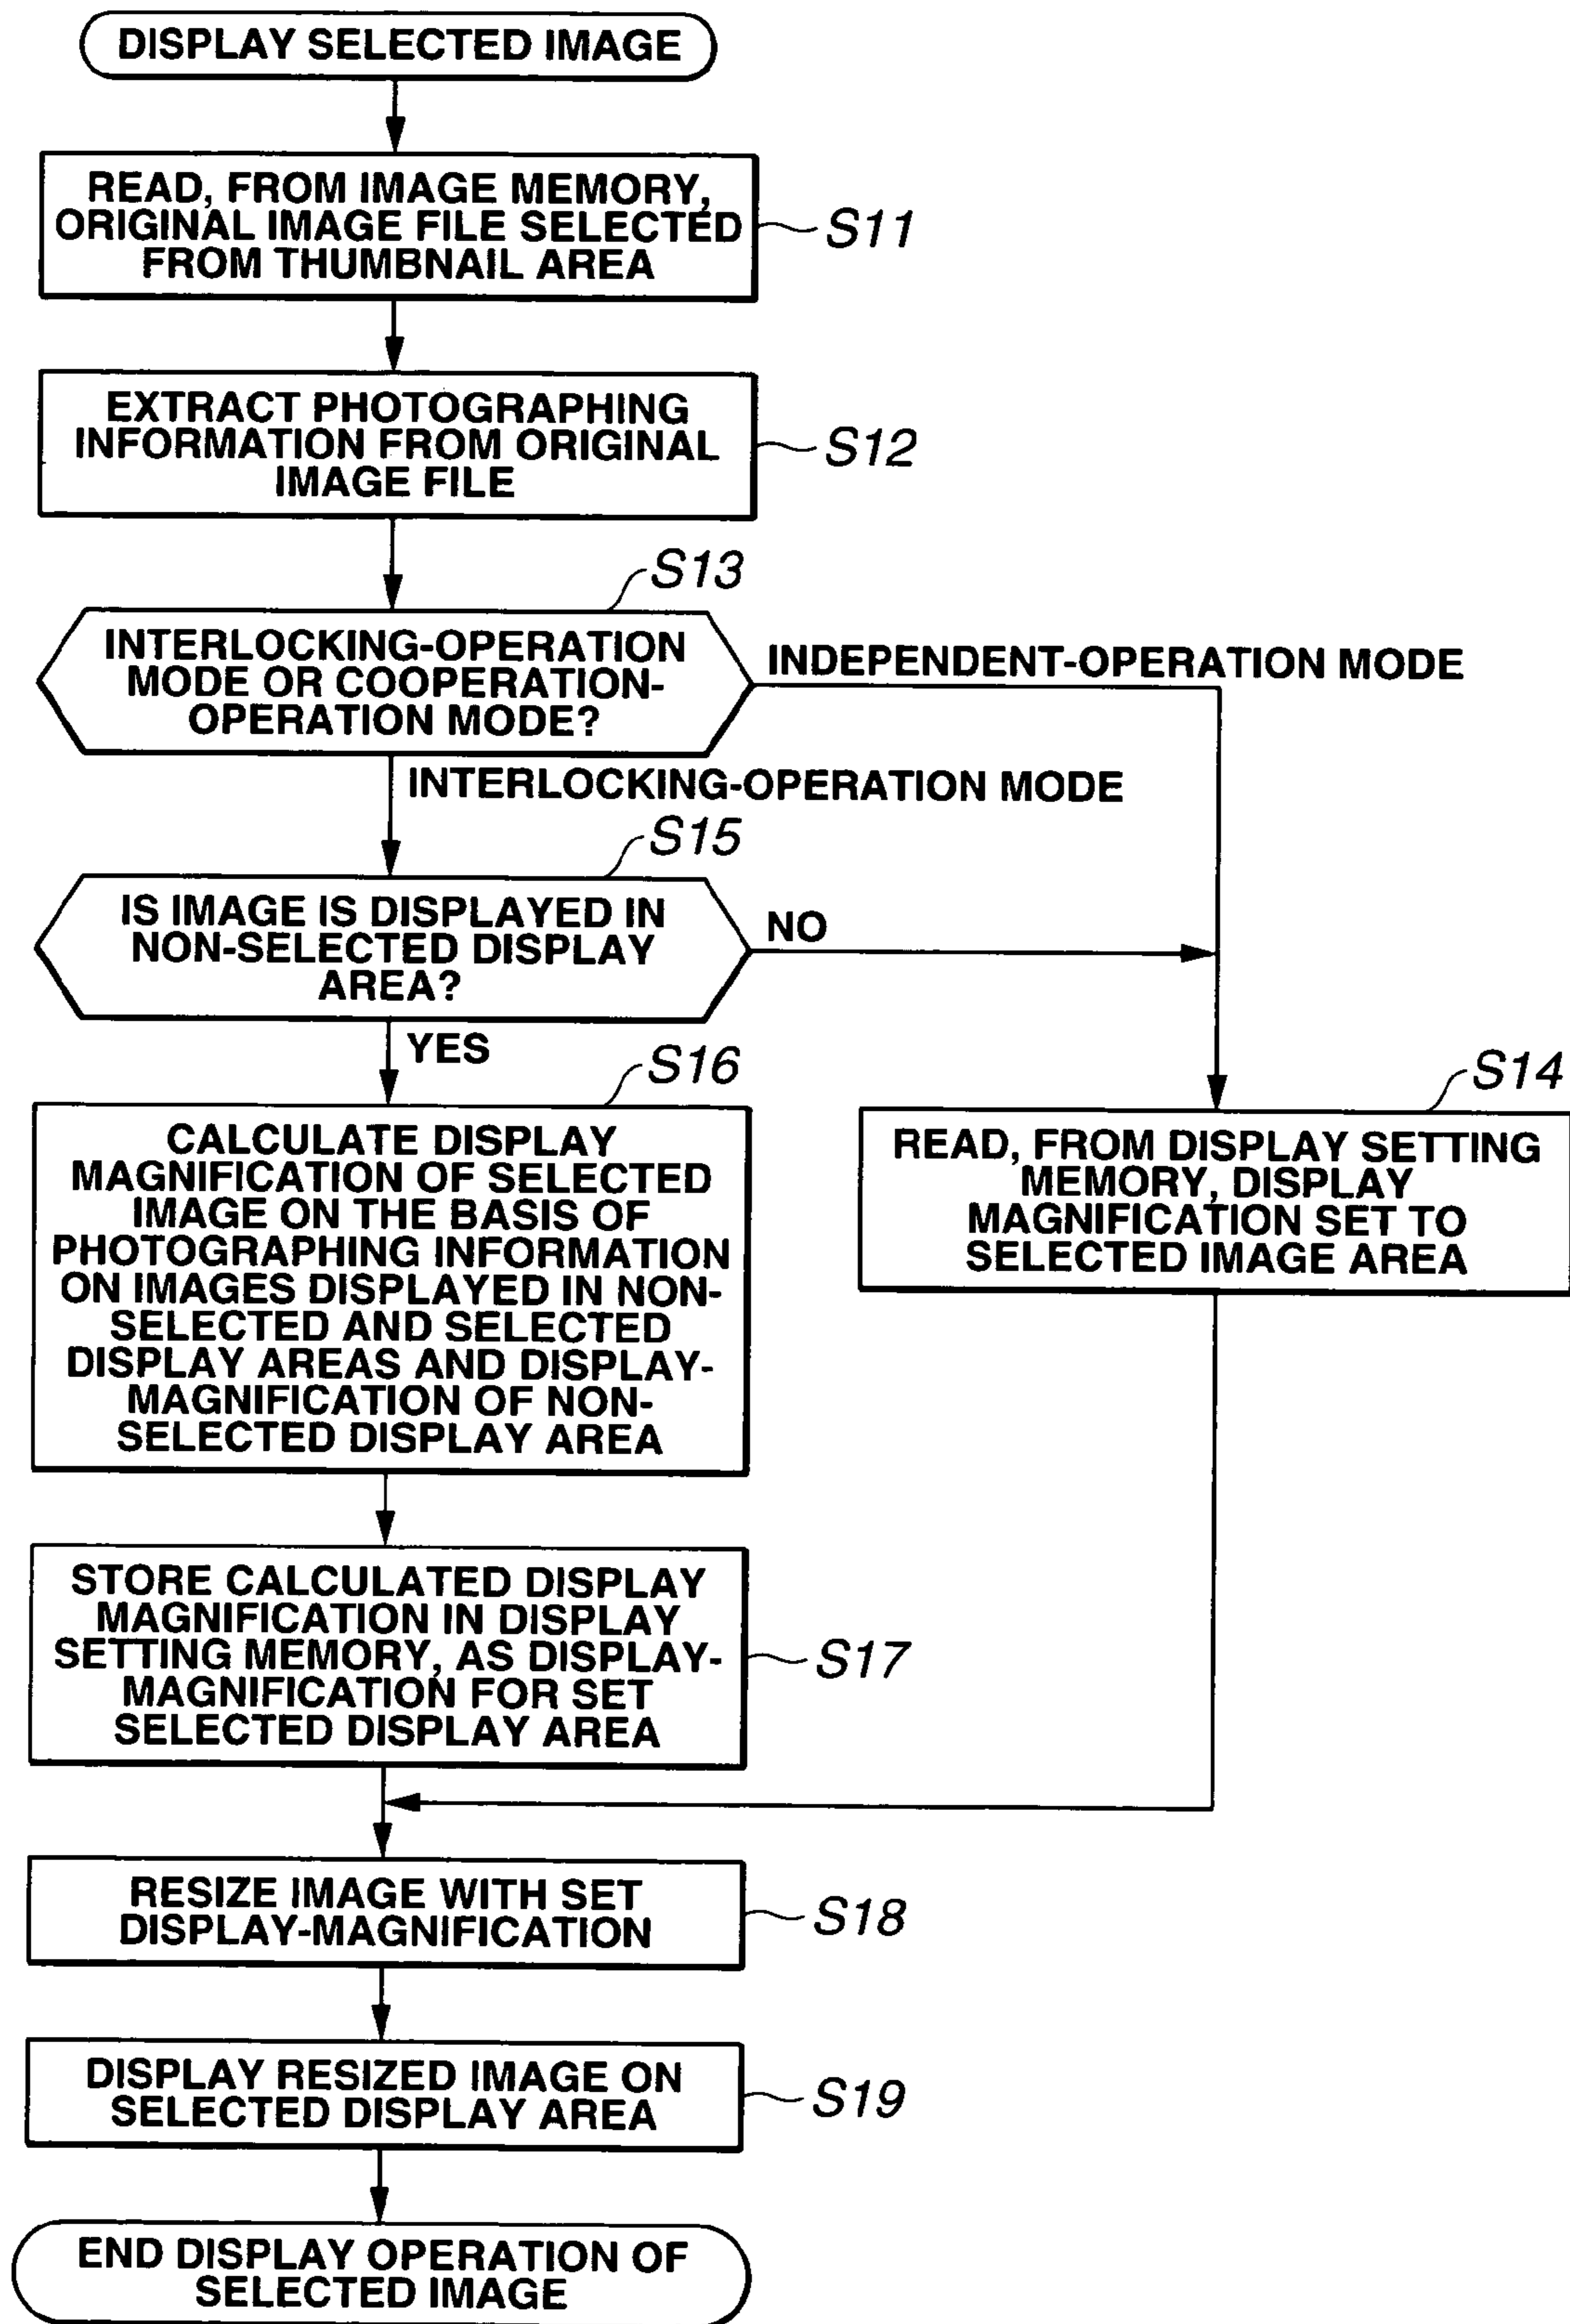 DISPLAY SELECTED IMAGE
READ, FROM IMAGE MEMORY,
ORIGINAL IMAGE FILE SELECTED
FROM THUMBNAIL AREA
S11
EXTRACT PHOTOGRAPHING
INFORMATION FROM ORIGINAL
IMAGE FILE
S12
S13
INTERLOCKING-OPERATION
MODE OR COOPERATION-
OPERATION MODE?
INDEPENDENT-OPERATION MODE
INTERLOCKING-OPERATION MODE
S15
IS IMAGE IS DISPLAYED IN
NON-SELECTED DISPLAY
AREA?
NO
YES
S16
CALCULATE DISPLAY
MAGNIFICATION OF SELECTED
IMAGE ON THE BASIS OF
PHOTOGRAPHING INFORMATION
ON IMAGES DISPLAYED IN NON-
SELECTED AND SELECTED
DISPLAY AREAS AND DISPLAY-
MAGNIFICATION OF NON-
SELECTED DISPLAY AREA
S14
READ, FROM DISPLAY SETTING
MEMORY, DISPLAY
MAGNIFICATION SET TO
SELECTED IMAGE AREA
STORE CALCULATED DISPLAY
MAGNIFICATION IN DISPLAY
SETTING MEMORY, AS DISPLAY-
MAGNIFICATION FOR SET
SELECTED DISPLAY AREA
S17
RESIZE IMAGE WITH SET
DISPLAY-MAGNIFICATION
S18
DISPLAY RESIZED IMAGE ON
SELECTED DISPLAY AREA
S19
END DISPLAY OPERATION OF
SELECTED IMAGE